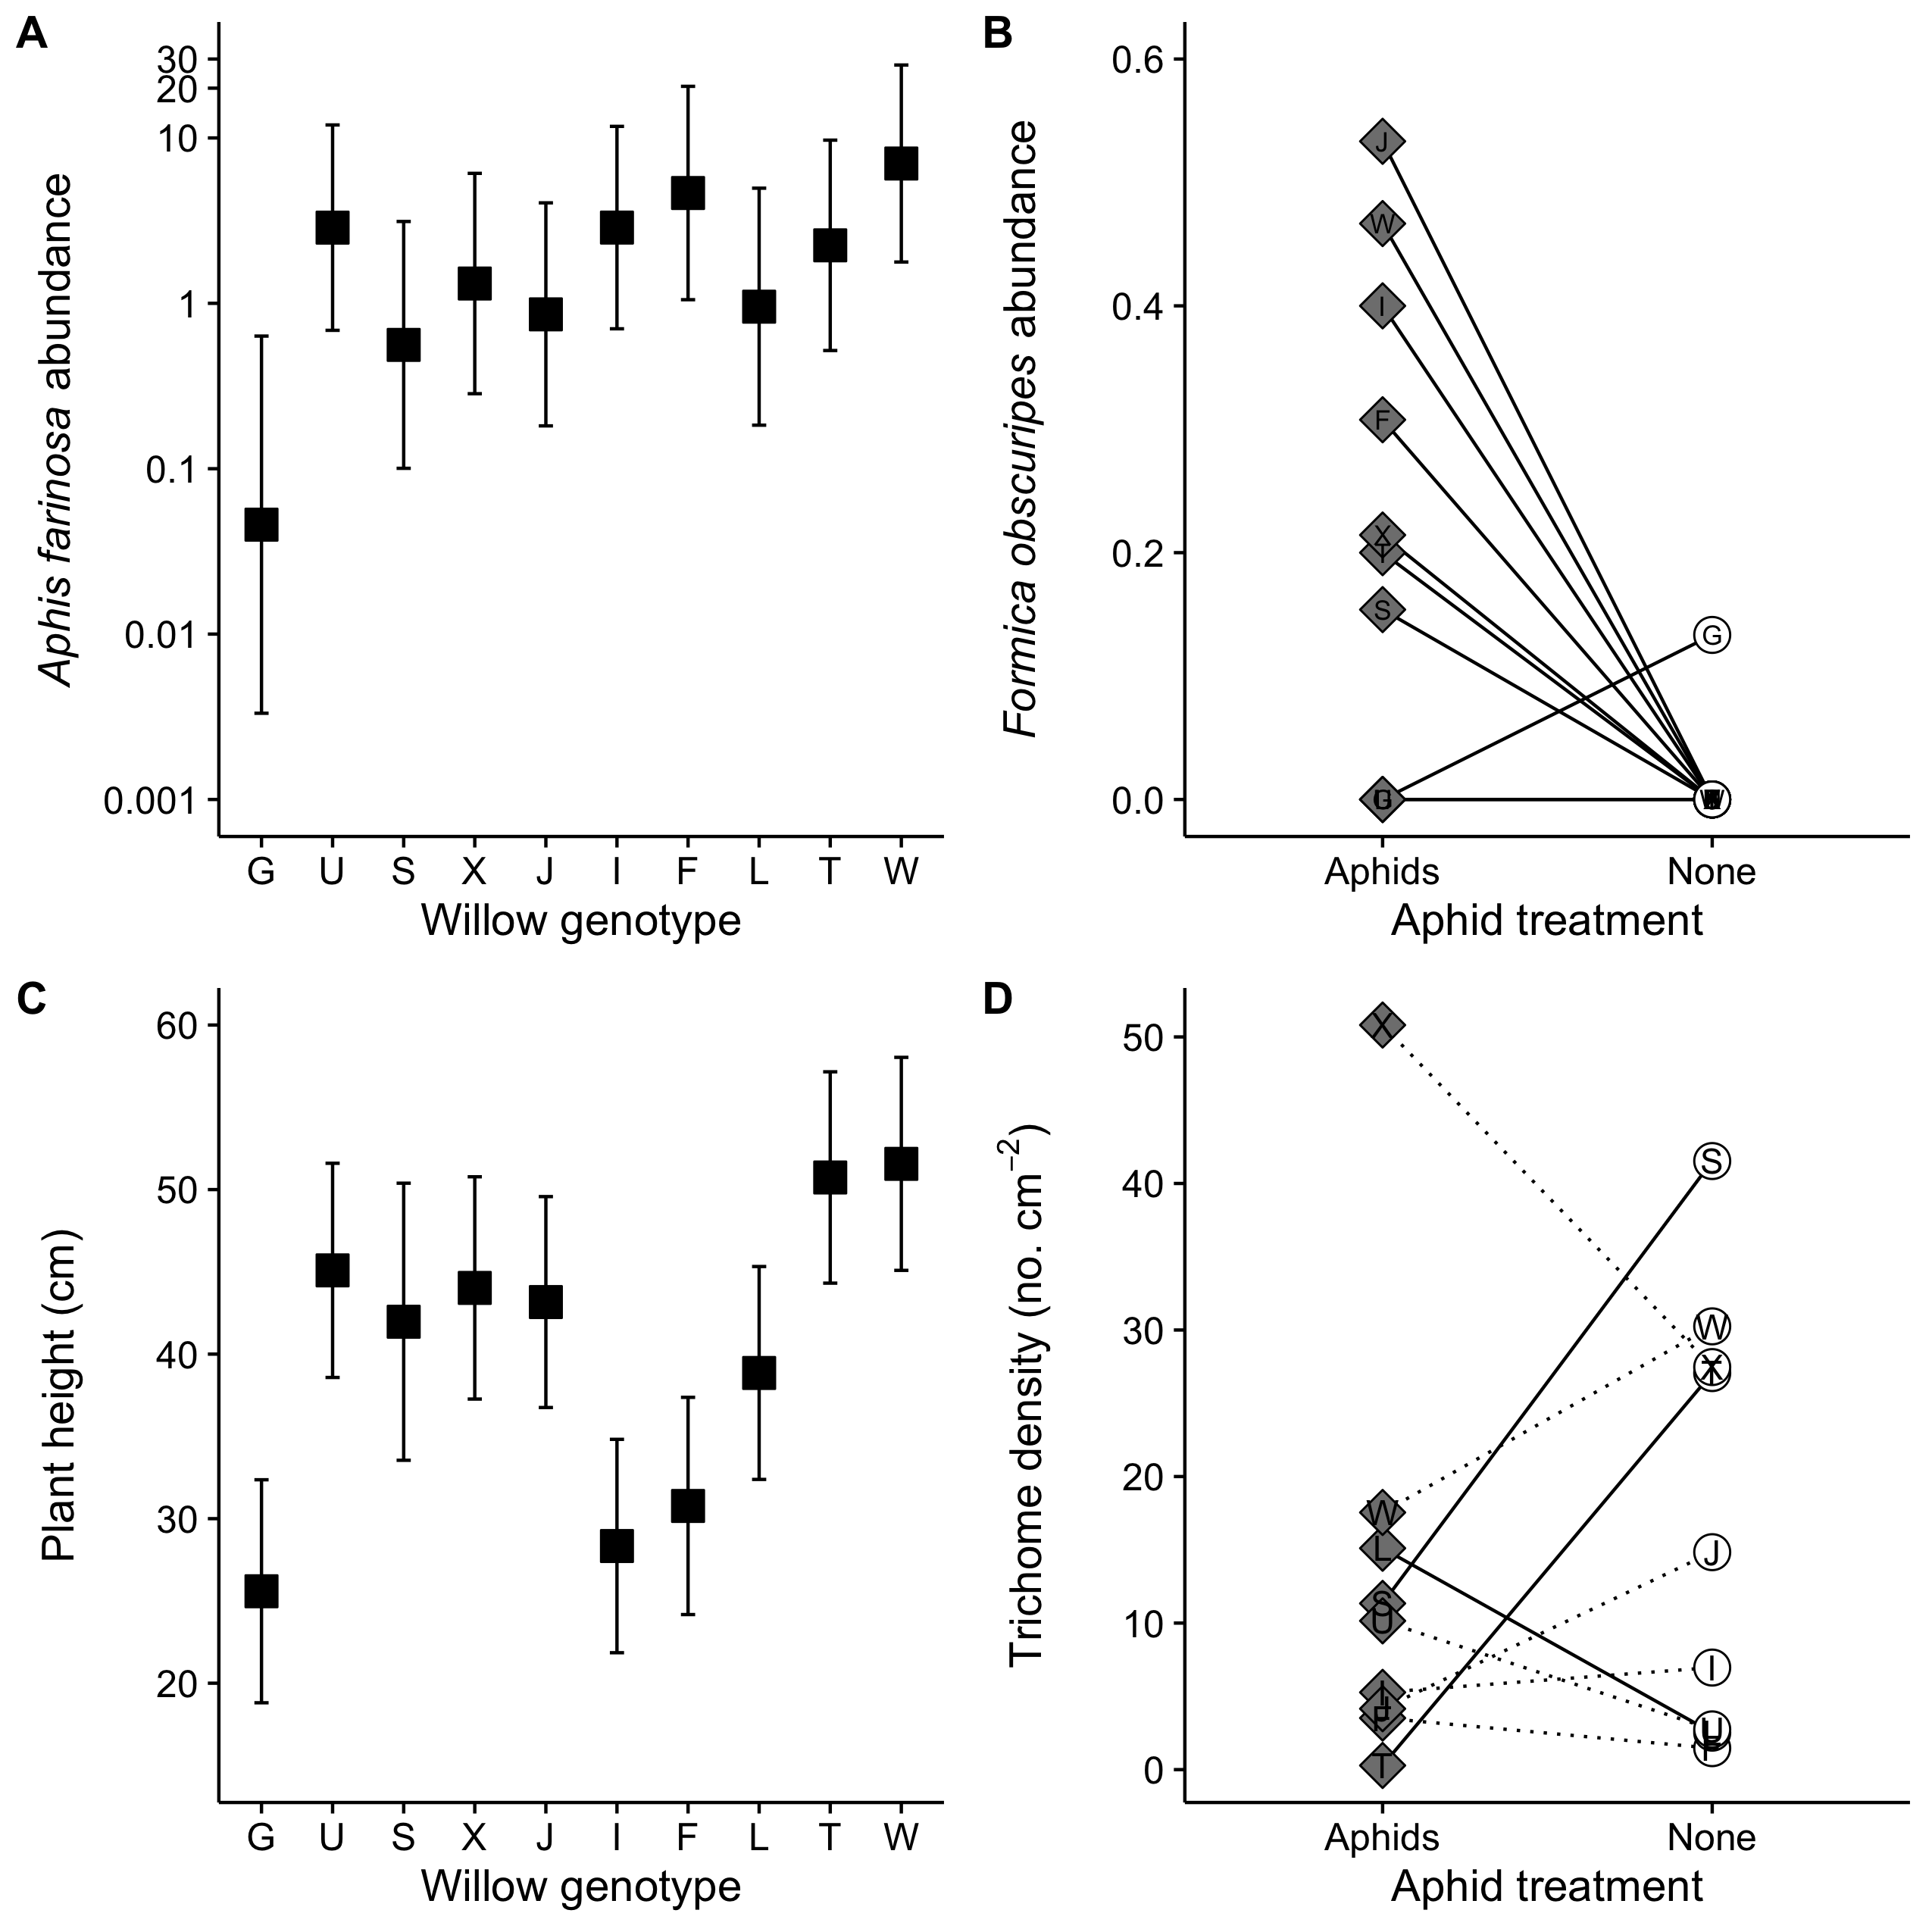 A
30
20
10
1
0.1
0.01
0.001
Aphis farinosa abundance
G U S X J I F L T W
Willow genotype
B
0.6
0.4
0.2
0.0
Formica obscuripes abundance
J
W
I
F
X
T
S
G
G
W
Aphids None
Aphid treatment
C
60
50
40
30
20
Plant height (cm)
G U S X J I F L T W
Willow genotype
D
50
40
30
20
10
0
Trichome density (no. cm−2)
X
S
W
X
T
W
L
J
S
U
I
I
J
F
U
F
T
Aphids None
Aphid treatment